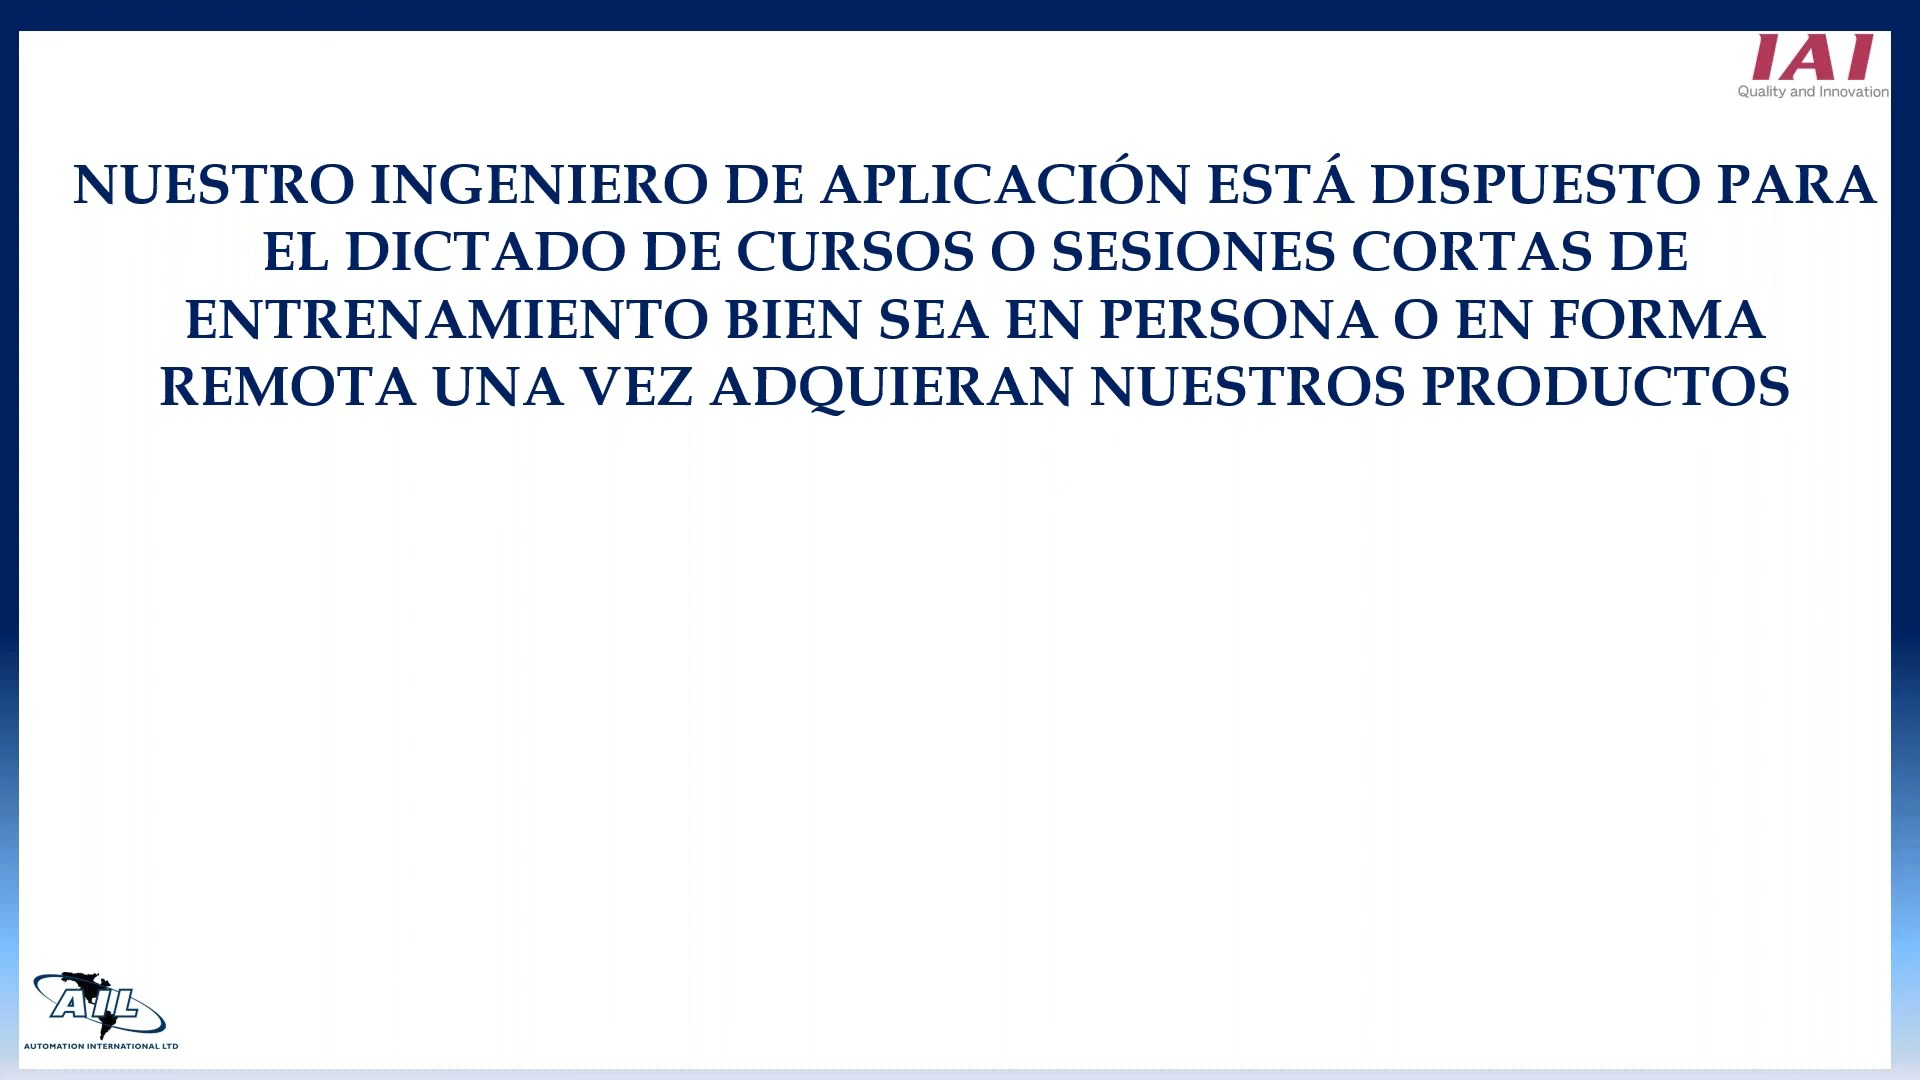 IAI
Quality and Innovation
NUESTRO INGENIERO DE APLICACIÓN ESTÁ DISPUESTO PARA
EL DICTADO DE CURSOS O SESIONES CORTAS DE
ENTRENAMIENTO BIEN SEA EN PERSONA O EN FORMA
REMOTA UNA VEZ ADQUIERAN NUESTROS PRODUCTOS
AIL
AUTOMATION INTERNATIONAL LTD